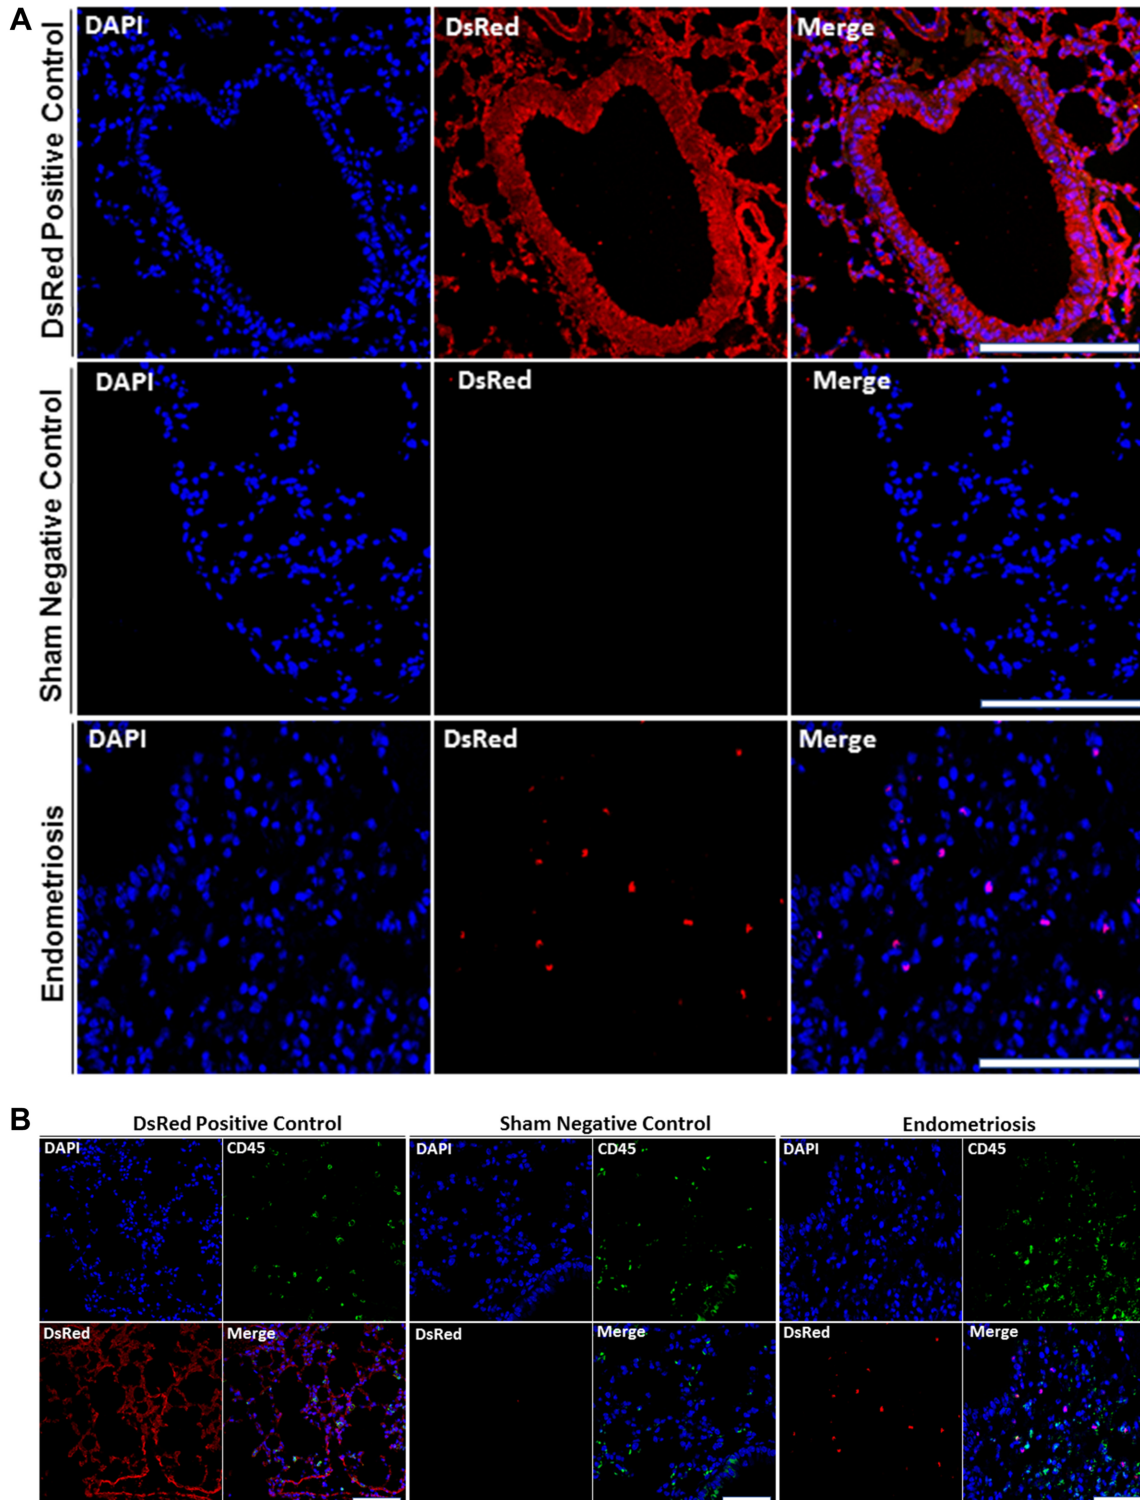 A
DsRed Positive Control
DAPI
DsRed
Merge
Sham Negative Control
DAPI
DsRed
Merge
Endometriosis
DAPI
DsRed
Merge
B
DsRed Positive Control
Sham Negative Control
Endometriosis
DAPI
CD45
DAPI
CD45
DAPI
CD45
DsRed
Merge
DsRed
Merge
DsRed
Merge